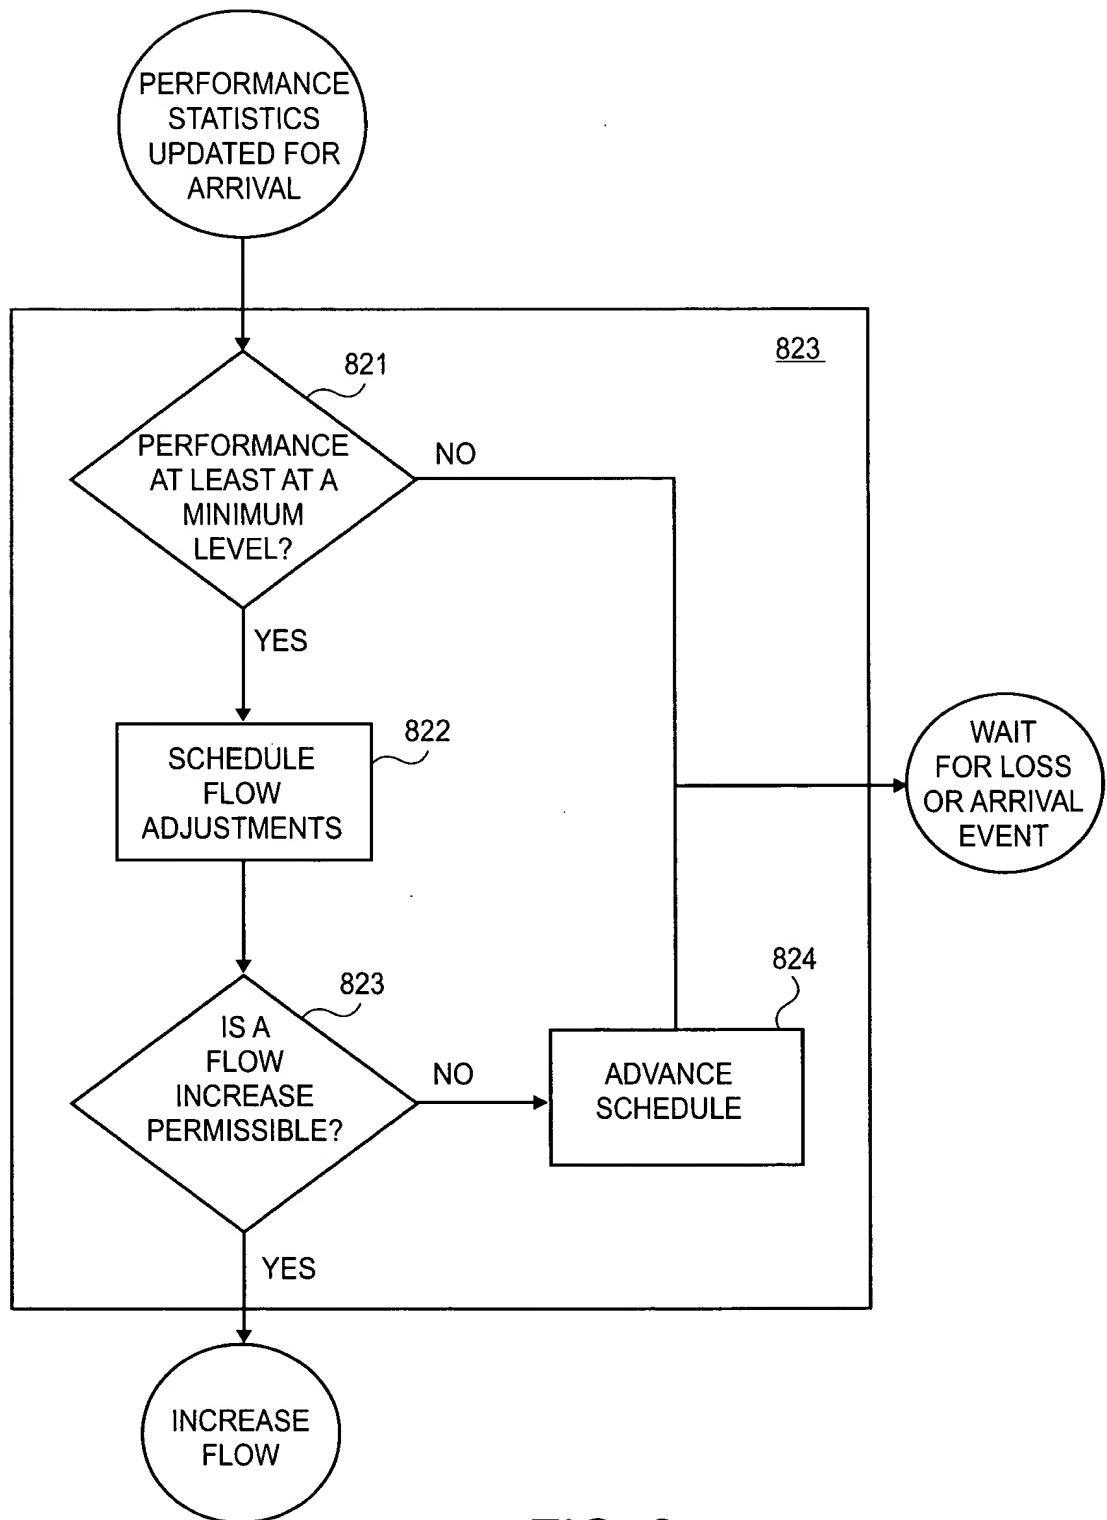 PERFORMANCE
STATISTICS
UPDATED FOR
ARRIVAL
823
821
PERFORMANCE
AT LEAST AT A
MINIMUM
LEVEL?
NO
YES
822
SCHEDULE
FLOW
ADJUSTMENTS
WAIT
FOR LOSS
OR ARRIVAL
EVENT
823
IS A
FLOW
INCREASE
PERMISSIBLE?
NO
824
ADVANCE
SCHEDULE
YES
INCREASE
FLOW